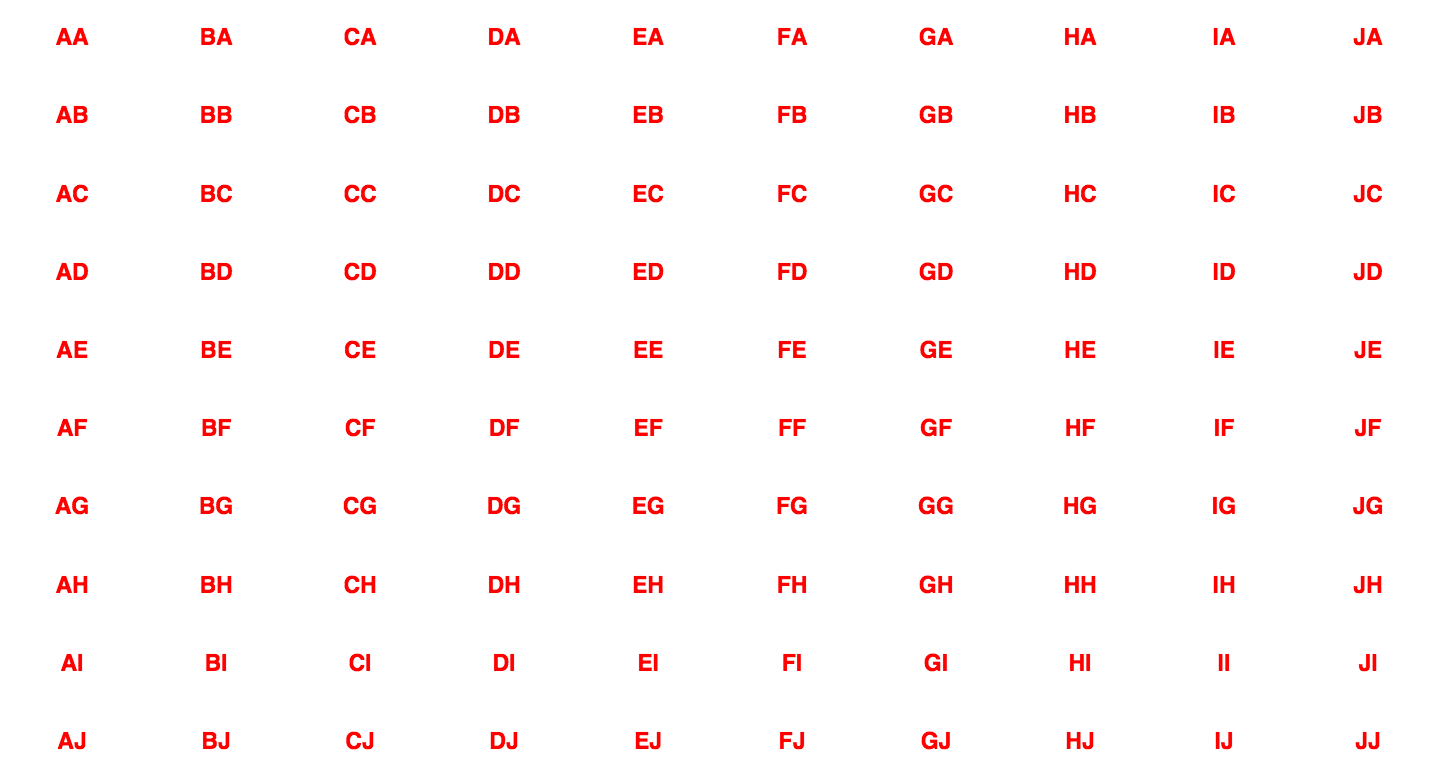 AA BA CA DA EA FA GA HA IA JA
AB BB CB DB EB FB GB HB IB JB
AC BC CC DC EC FC GC HC IC JC
AD BD CD DD ED FD GD HD ID JD
AE BE CE DE EE FE GE HE IE JE
AF BF CF DF EF FF GF HF IF JF
AG BG CG DG EG FG GG HG IG JG
AH BH CH DH EH FH GH HH IH JH
AI BI CI DI EI FI GI HI II JI
AJ BJ CJ DJ EJ FJ GJ HJ IJ JJ